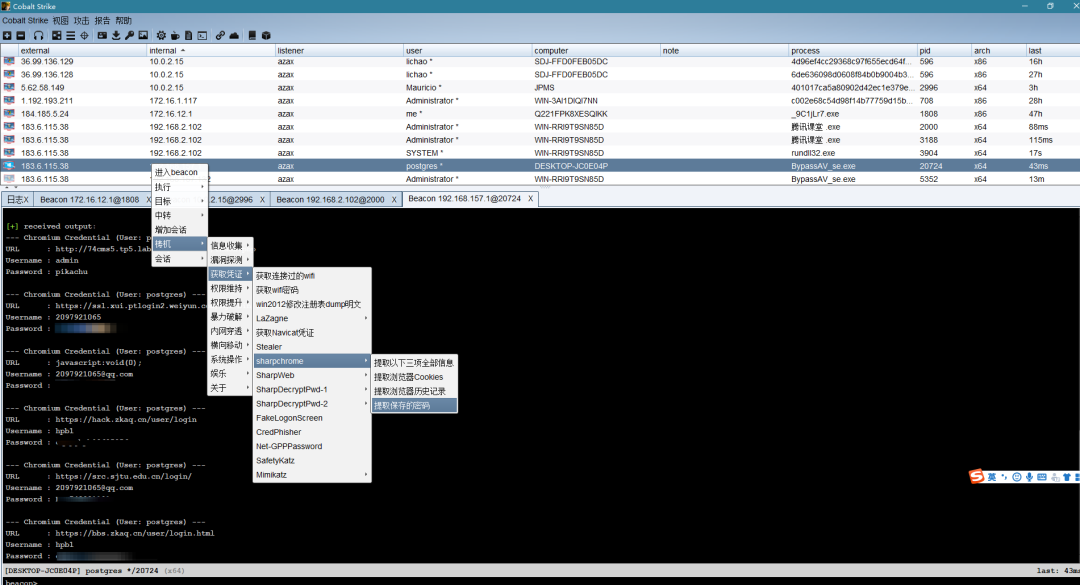 Cobalt Strike
Cobalt Strike 视图 攻击 报告 帮助
external internal listener user computer note process pid arch last
36.99.136.129 10.0.2.15 azax lichao * SDJ-FFD0FEB05DC 4d96ef4cc29368c97f655ecd64f... 596 x86 16h
36.99.136.128 10.0.2.15 azax lichao * SDJ-FFD0FEB05DC 6de636098d0608f84b0b9004b3... 596 x86 27h
5.62.58.149 10.0.2.15 azax Mauricio * JPMS 401017ca5a80902d42ec1e379e... 2996 x64 3h
1.192.193.211 172.16.1.117 azax Administrator * WIN-3AI1DIQI7NN c002e68c54d98f14b77759d15b... 708 x86 28h
184.185.5.24 172.16.12.1 azax me * Q221FPK8XESQIKK _9C1jLr7.exe 1808 x64 47h
183.6.115.38 192.168.2.102 azax Administrator * WIN-RRI9T9SN85D 腾讯课堂 .exe 2000 x64 88ms
183.6.115.38 192.168.2.102 azax Administrator * WIN-RRI9T9SN85D 腾讯课堂 .exe 3188 x64 115ms
183.6.115.38 192.168.2.102 azax SYSTEM * WIN-RRI9T9SN85D rundll32.exe 3904 x64 17s
183.6.115.38 azax postgres * DESKTOP-JC0E04P BypassAV_se.exe 20724 x64 43ms
183.6.115.38 2 azax Administrator * WIN-RRI9T9SN85D BypassAV_se.exe 5352 x64 13m
日志X Beacon 172.16.12.1@1808 X .2.15@2996 X Beacon 192.168.2.102@2000 X Beacon 192.168.157.1@20724 X
进入beacon
执行
目标
中转
增加会话
梼杌
会话
信息收集
漏洞探测
获取凭证
权限维持
权限提升
暴力破解
内网穿透
横向移动
系统操作
娱乐
关于
获取连接过的wifi
获取wifi密码
win2012修改注册表dump明文
LaZagne
获取Navicat凭证
Stealer
sharpchrome
SharpWeb
SharpDecryptPwd-1
SharpDecryptPwd-2
FakeLogonScreen
CredPhisher
Net-GPPPassword
SafetyKatz
Mimikatz
提取以下三项全部信息
提取浏览器Cookies
提取浏览器历史记录
提取保存的密码
[+] received output:
--- Chromium Credential (User: pos
URL : http://74cms5.tp5.lab
Username : admin
Password : pikachu
--- Chromium Credential (User: postgres) ---
URL : https://ssl.xui.ptlogin2.weiyun.co
Username : 2097921065
Password :
--- Chromium Credential (User: postgres) ---
URL : javascript:void(0);
Username : 2097921065@qq.com
Password :
--- Chromium Credential (User: postgres) ---
URL : https://hack.zkaq.cn/user/login
Username : hpb1
Password :
--- Chromium Credential (User: postgres) ---
URL : https://src.sjtu.edu.cn/login/
Username : 2097921065@qq.com
Password :
--- Chromium Credential (User: postgres) ---
URL : https://bbs.zkaq.cn/user/login.html
Username : hpb1
Password :
英
[DESKTOP-JC0E04P] postgres */20724 (x64) last: 43ms
beacon>